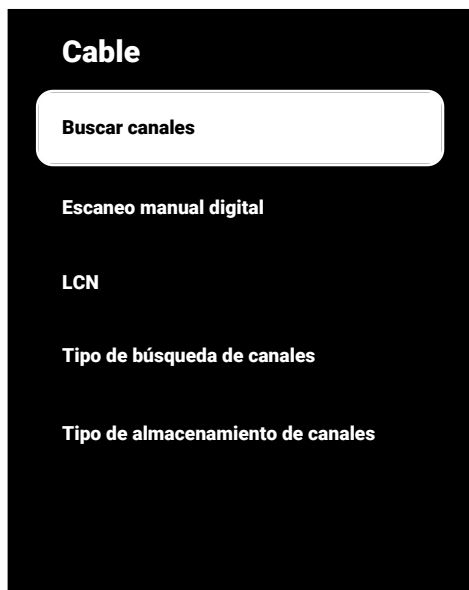 Cable
Buscar canales
Escaneo manual digital
LCN
Tipo de búsqueda de canales
Tipo de almacenamiento de canales